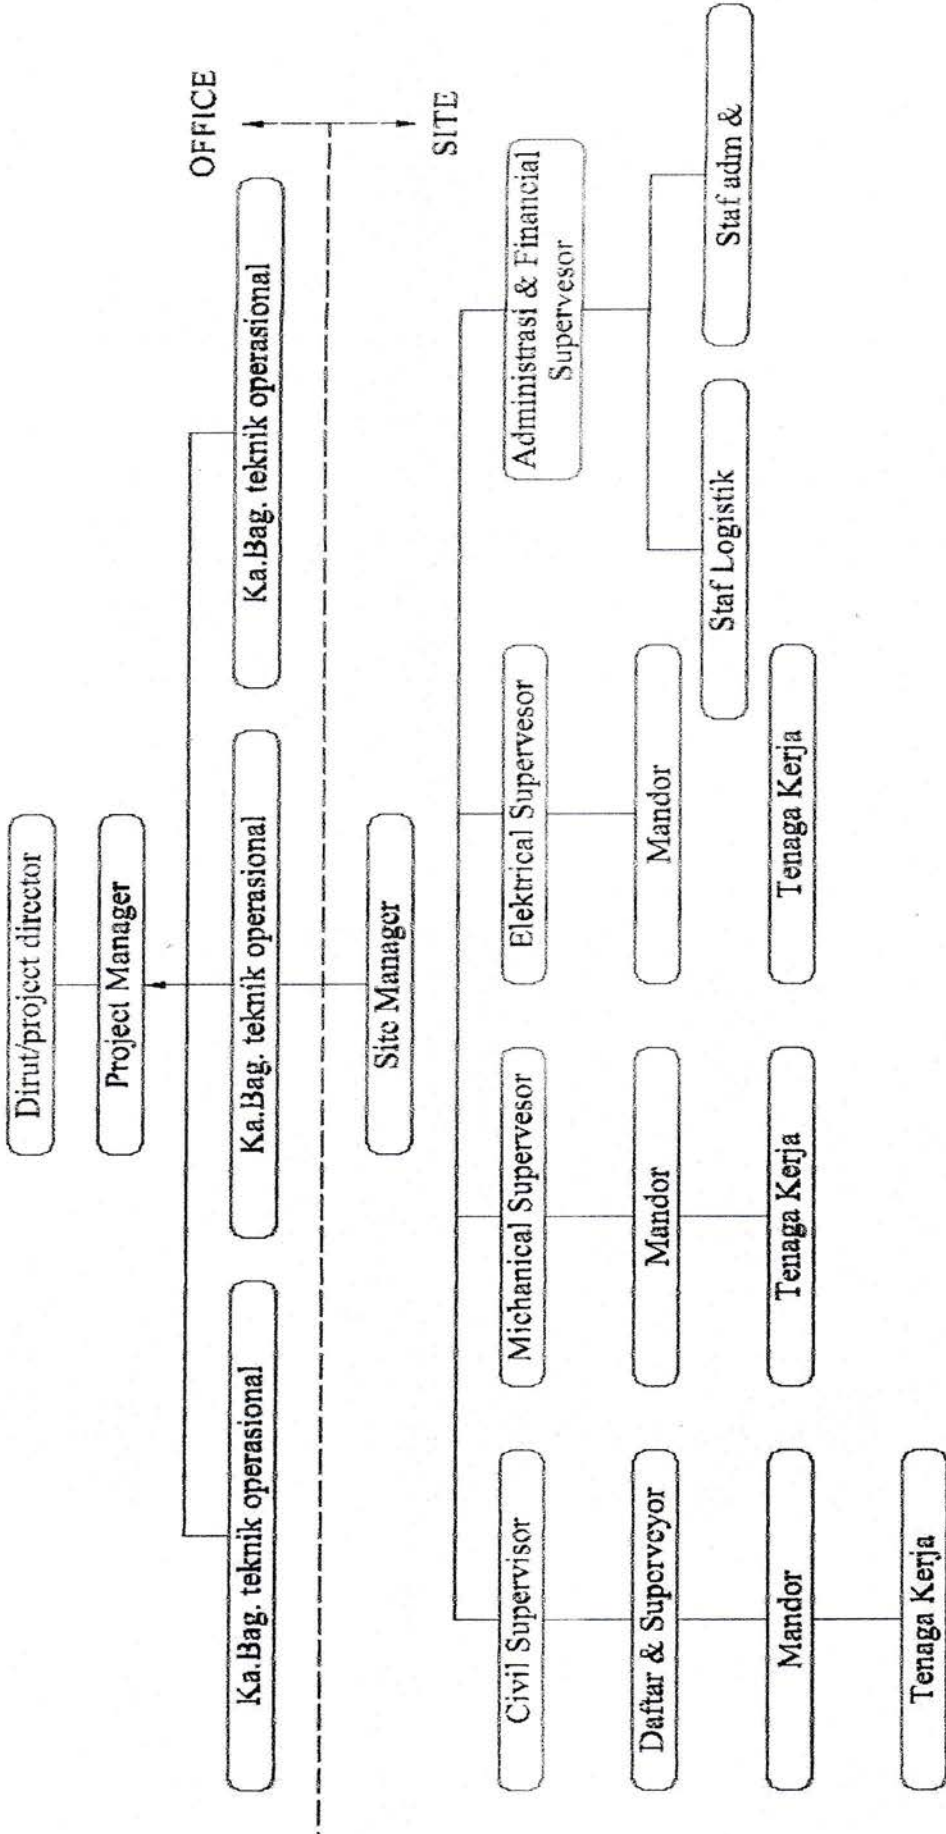 Dirut/project director
Project Manager
OFFICE
Ka.Bag. teknik operasional
Ka.Bag. teknik operasional
Ka.Bag. teknik operasional
SITE
Site Manager
Civil Supervisor
Michanical Supervesor
Elektrical Supervesor
Administrasi & Financial
Supervesor
Daftar & Superveyor
Mandor
Mandor
Staf Logistik
Staf adm &
Mandor
Tenaga Kerja
Tenaga Kerja
Tenaga Kerja